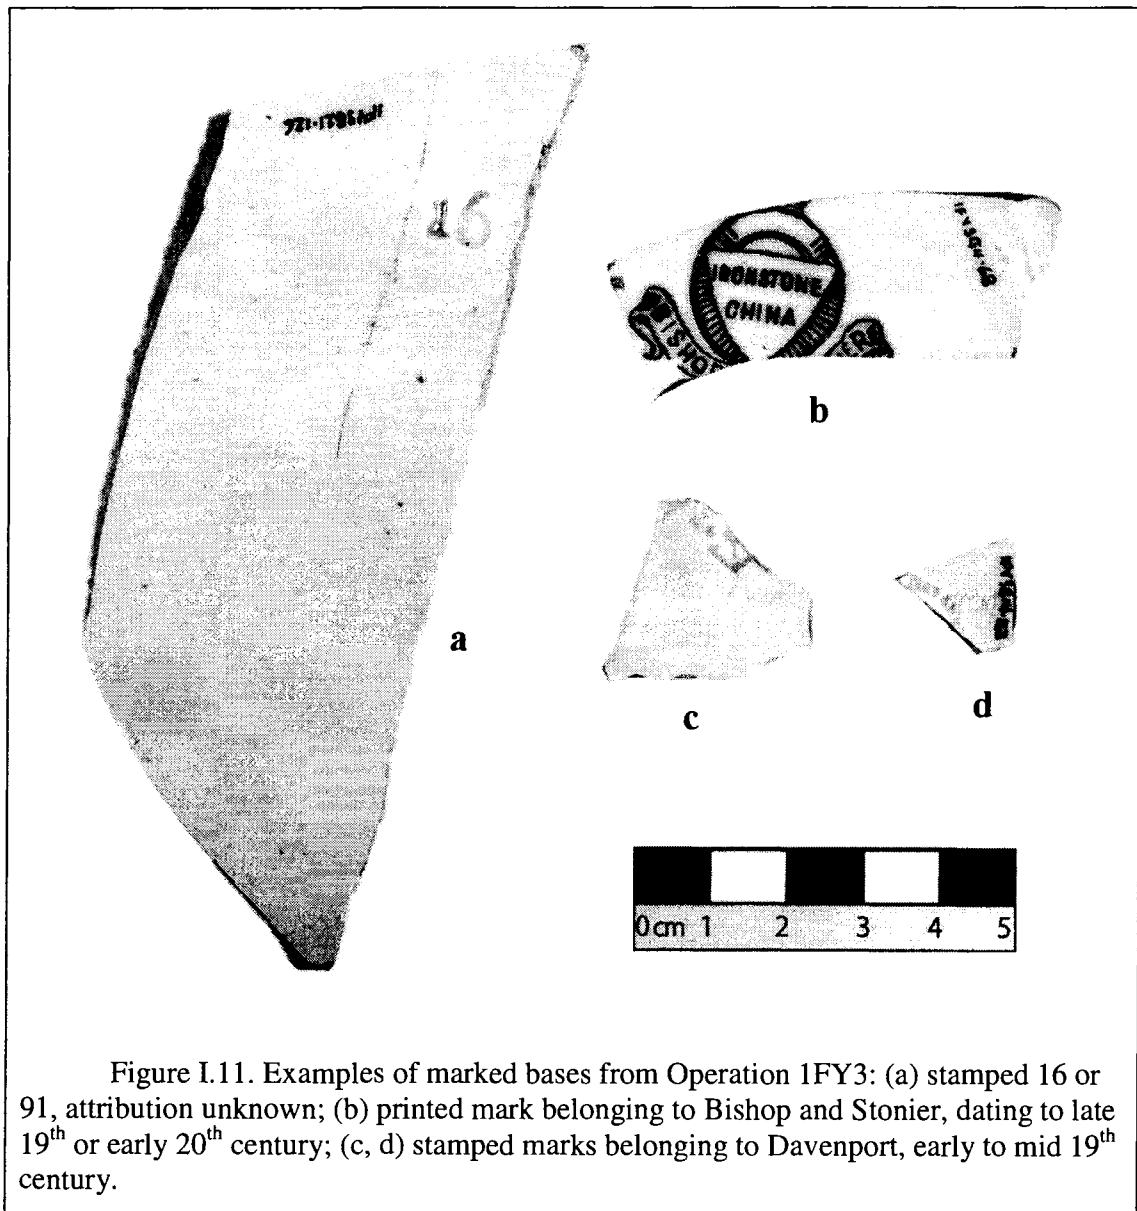 16
IRONSTONE
CHINA
BISHO
ERS
a
b
c
d
0cm 1 2 3 4 5
Figure I.11. Examples of marked bases from Operation 1FY3: (a) stamped 16 or
91, attribution unknown; (b) printed mark belonging to Bishop and Stonier, dating to late
19th or early 20th century; (c, d) stamped marks belonging to Davenport, early to mid 19th
century.